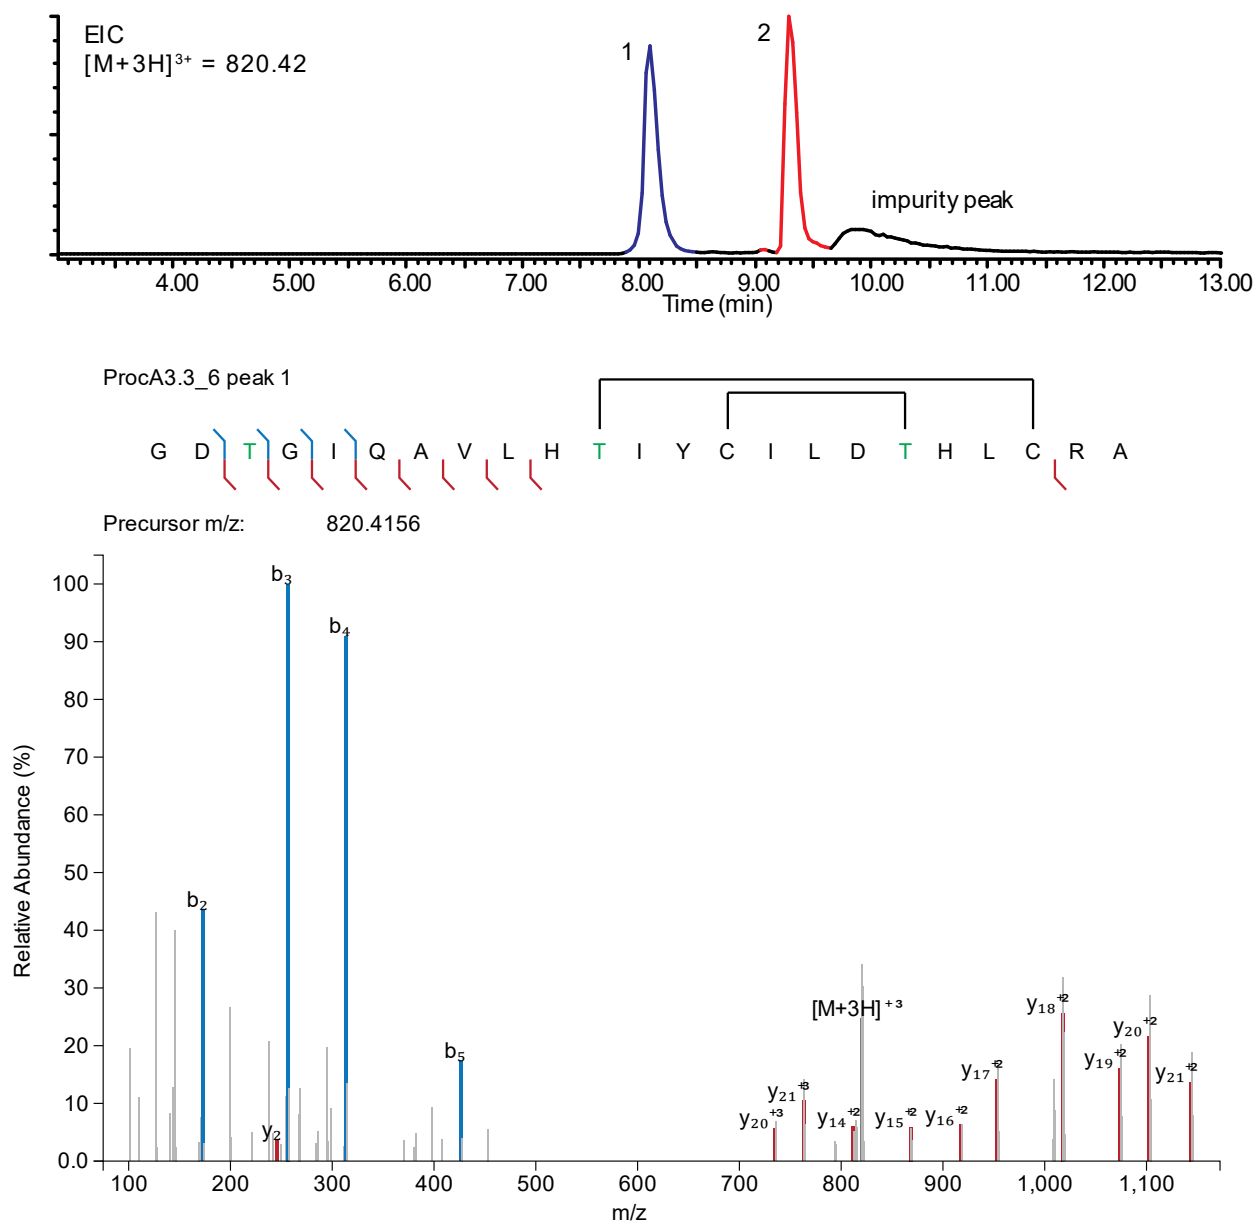 EIC
[M+3H]³⁺ = 820.42
1
2
impurity peak
4.00 5.00 6.00 7.00 8.00 9.00 10.00 11.00 12.00 13.00
Time (min)
ProcA3.3_6 peak 1
G D T G I Q A V L H T I Y C I L D T H L C R A
Precursor m/z: 820.4156
100
90
80
70
60
50
40
30
20
10
0.0
Relative Abundance (%)
b₃
b₄
b₂
b₅
y₂
[M+3H]⁺³
y₂₀⁺³
y₂₁⁺³
y₁₄⁺²
y₁₅⁺²
y₁₆⁺²
y₁₇⁺²
y₁₈⁺²
y₁₉⁺²
y₂₀⁺²
y₂₁⁺²
100 200 300 400 500 600 700 800 900 1,000 1,100
m/z